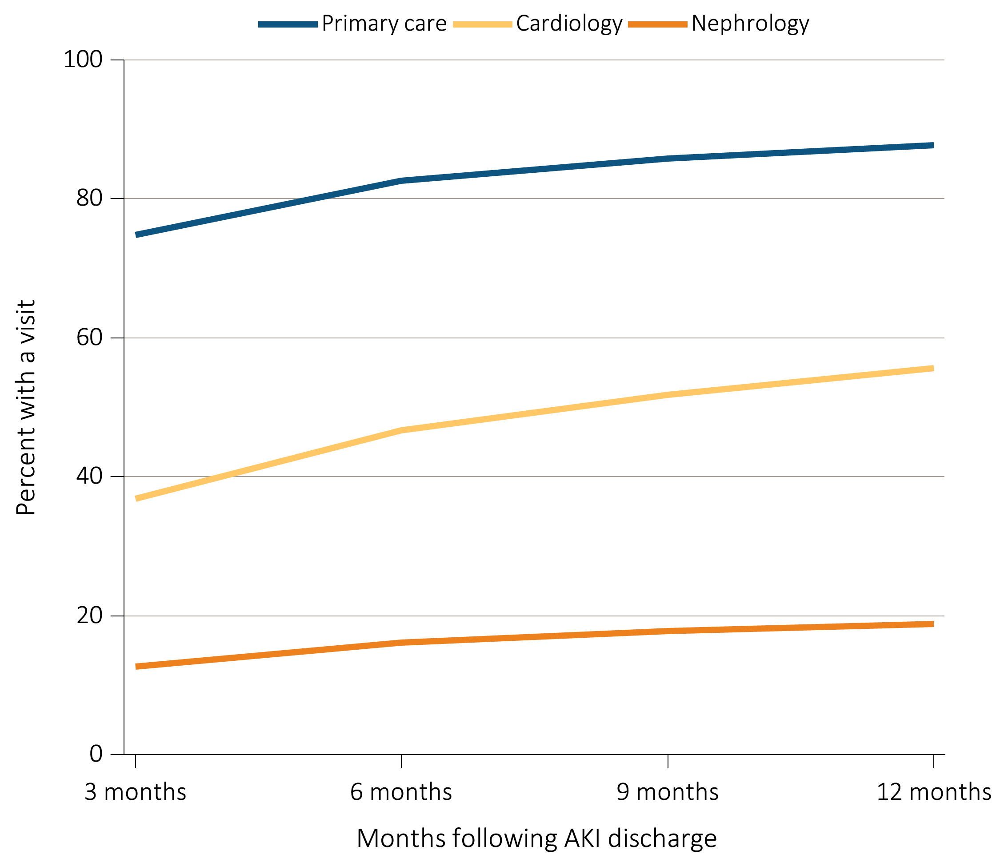 Primary care Cardiology Nephrology
100
80
60
40
20
0
Percent with a visit
3 months 6 months 9 months 12 months
Months following AKI discharge